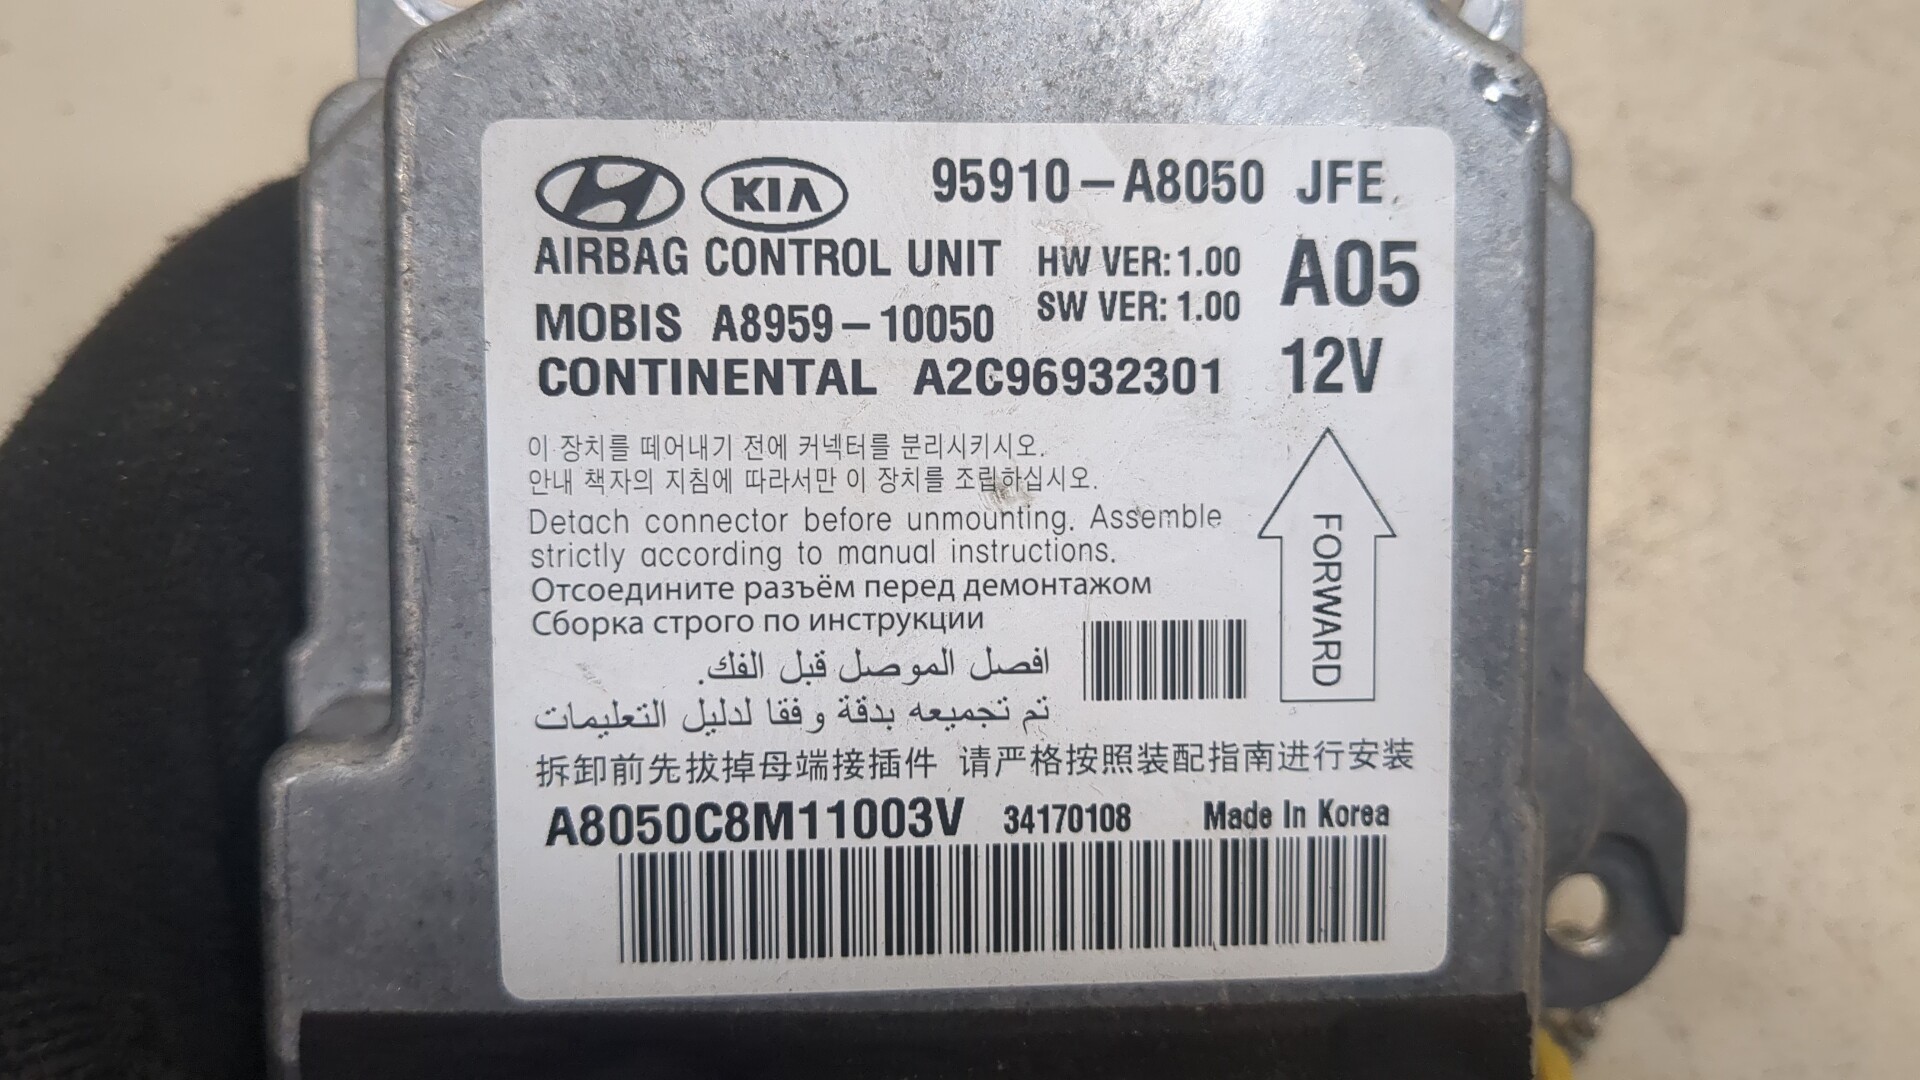 KIA
95910-A8050 JFE
AIRBAG CONTROL UNIT
HW VER: 1.00
SW VER: 1.00
A05
MOBIS A8959-10050
CONTINENTAL A2C96932301
12V
이 장치를 떼어내기 전에 커넥터를 분리시키시오.
안내 책자의 지침에 따라서만 이 장치를 조립하십시오.
Detach connector before unmounting. Assemble
strictly according to manual instructions.
Отсоедините разъём перед демонтажом
Сборка строго по инструкции
افصل الموصل قبل الفك.
تم تجميعه بدقة وفقا لدليل التعليمات
FORWARD
拆卸前先拔掉母端接插件 请严格按照装配指南进行安装
A8050C8M11003V 34170108 Made In Korea